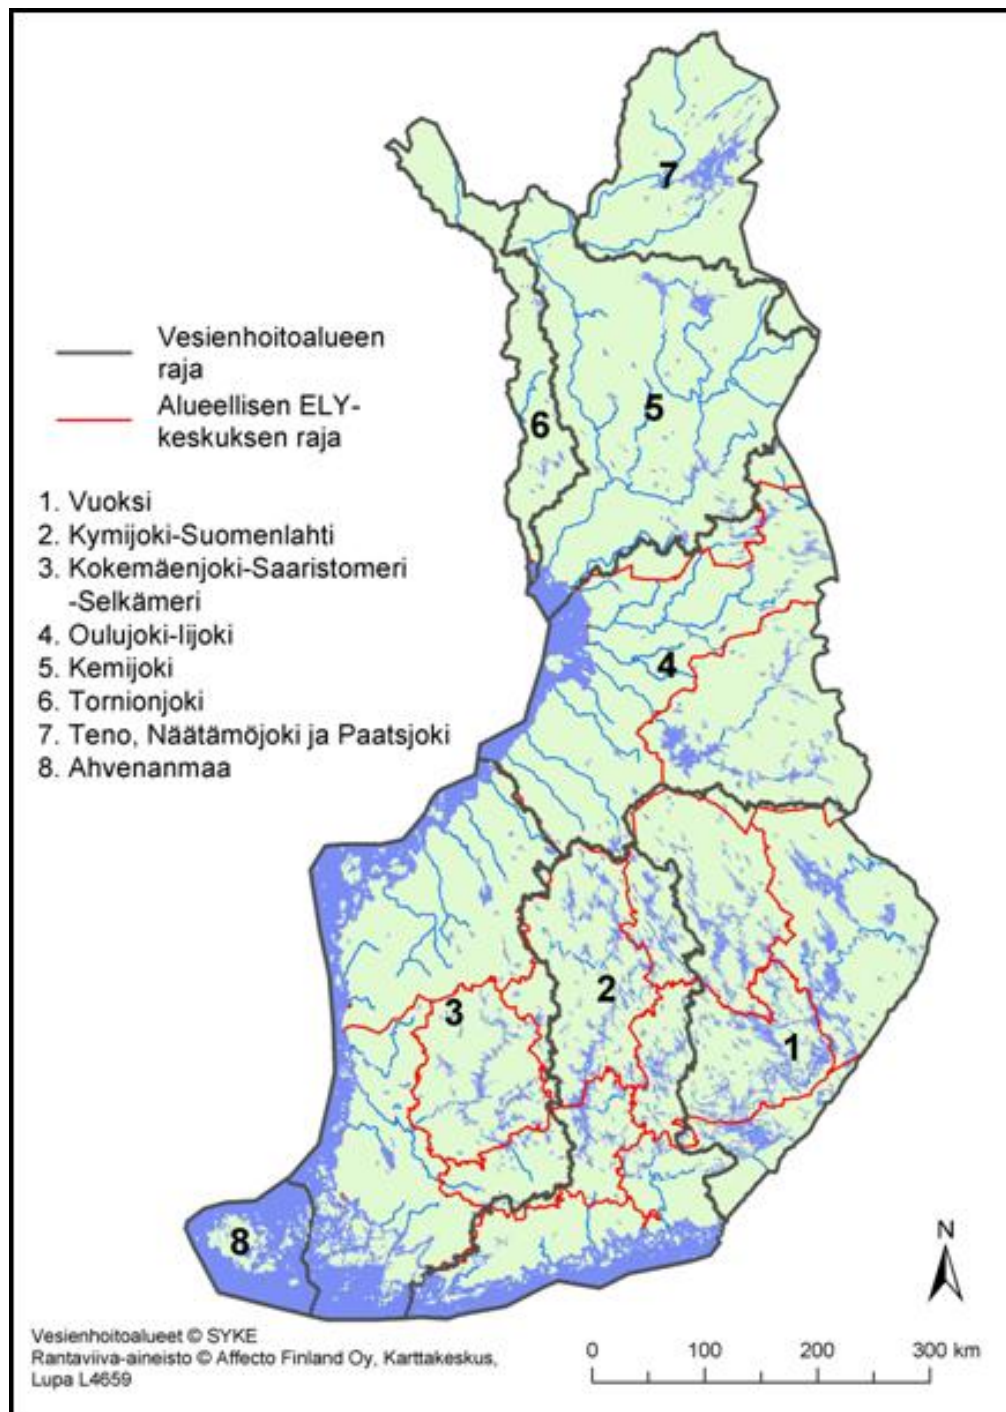 Vesienhoitoalueen
raja
Alueellisen ELY-
keskuksen raja
1. Vuoksi
2. Kymijoki-Suomenlahti
3. Kokemäenjoki-Saaristomeri
-Selkämeri
4. Oulujoki-Iijoki
5. Kemijoki
6. Tornionjoki
7. Teno, Näätämöjoki ja Paatsjoki
8. Ahvenanmaa
7
5
6
4
2
3
1
8
N
0 100 200 300 km
Vesienhoitoalueet © SYKE
Rantaviiva-aineisto © Affecto Finland Oy, Karttakeskus,
Lupa L4659